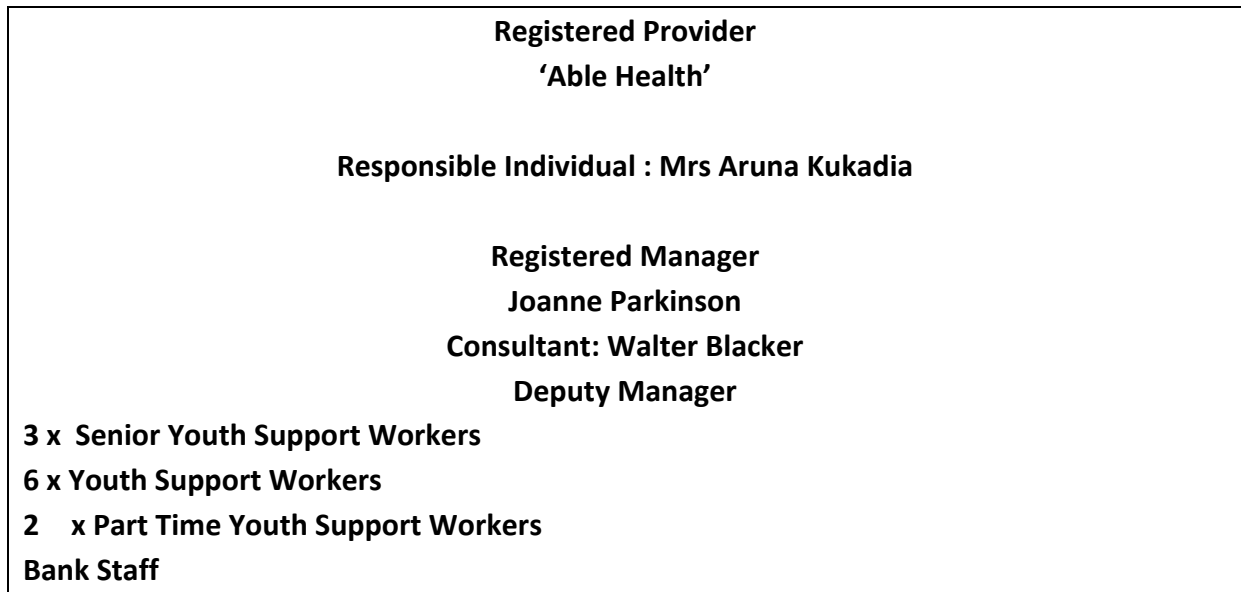 Registered Provider
‘Able Health’
Responsible Individual : Mrs Aruna Kukadia
Registered Manager
Joanne Parkinson
Consultant: Walter Blacker
Deputy Manager
3 x  Senior Youth Support Workers
6 x Youth Support Workers
2    x Part Time Youth Support Workers
Bank Staff